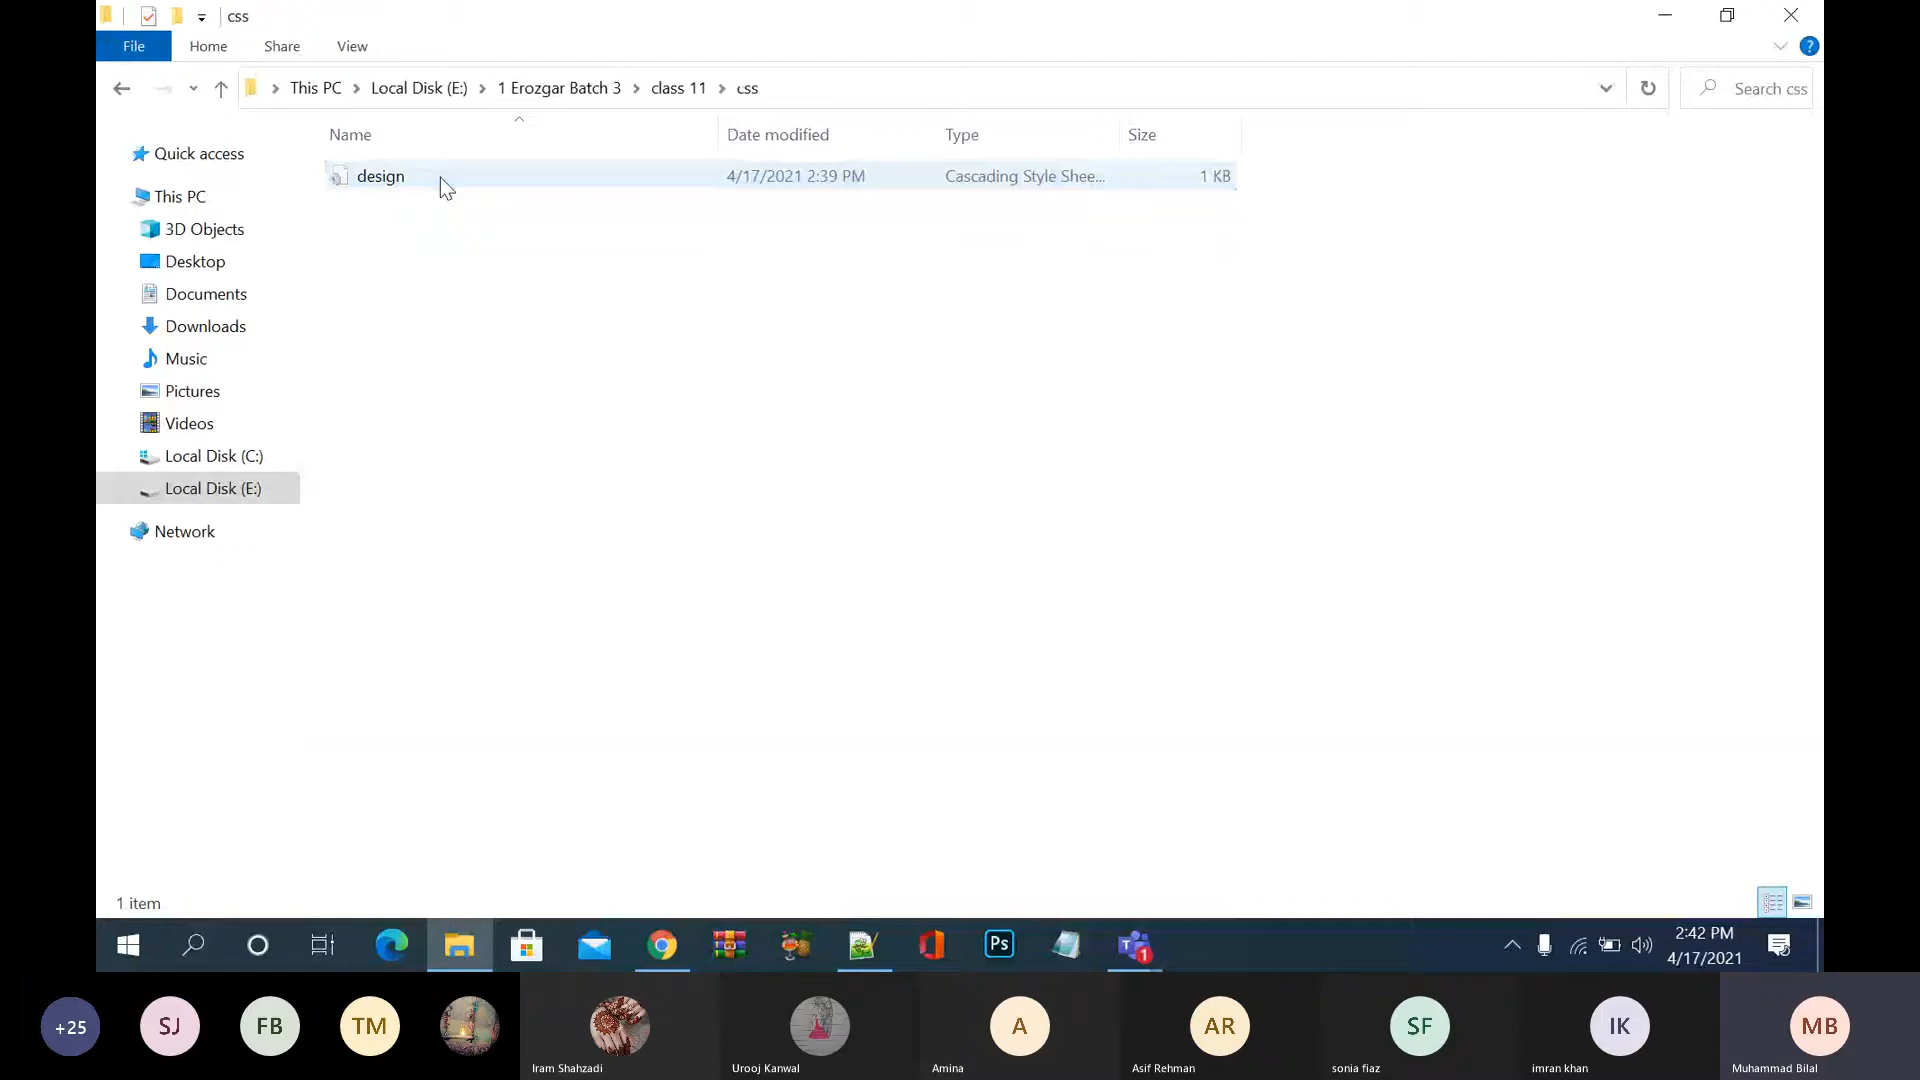 css
File Home Share View
This PC Local Disk (E:) 1 Erozgar Batch 3 class 11 css
Search css
Name Date modified Type Size
design 4/17/2021 2:39 PM Cascading Style Shee... 1 KB
Quick access
This PC
3D Objects
Desktop
Documents
Downloads
Music
Pictures
Videos
Local Disk (C:)
Local Disk (E:)
Network
1 item
Ps
1
2:42 PM
4/17/2021
+25 SJ FB TM A AR SF IK MB
Iram Shahzadi Urooj Kanwal Amina Asif Rehman sonia fiaz imran khan Muhammad Bilal